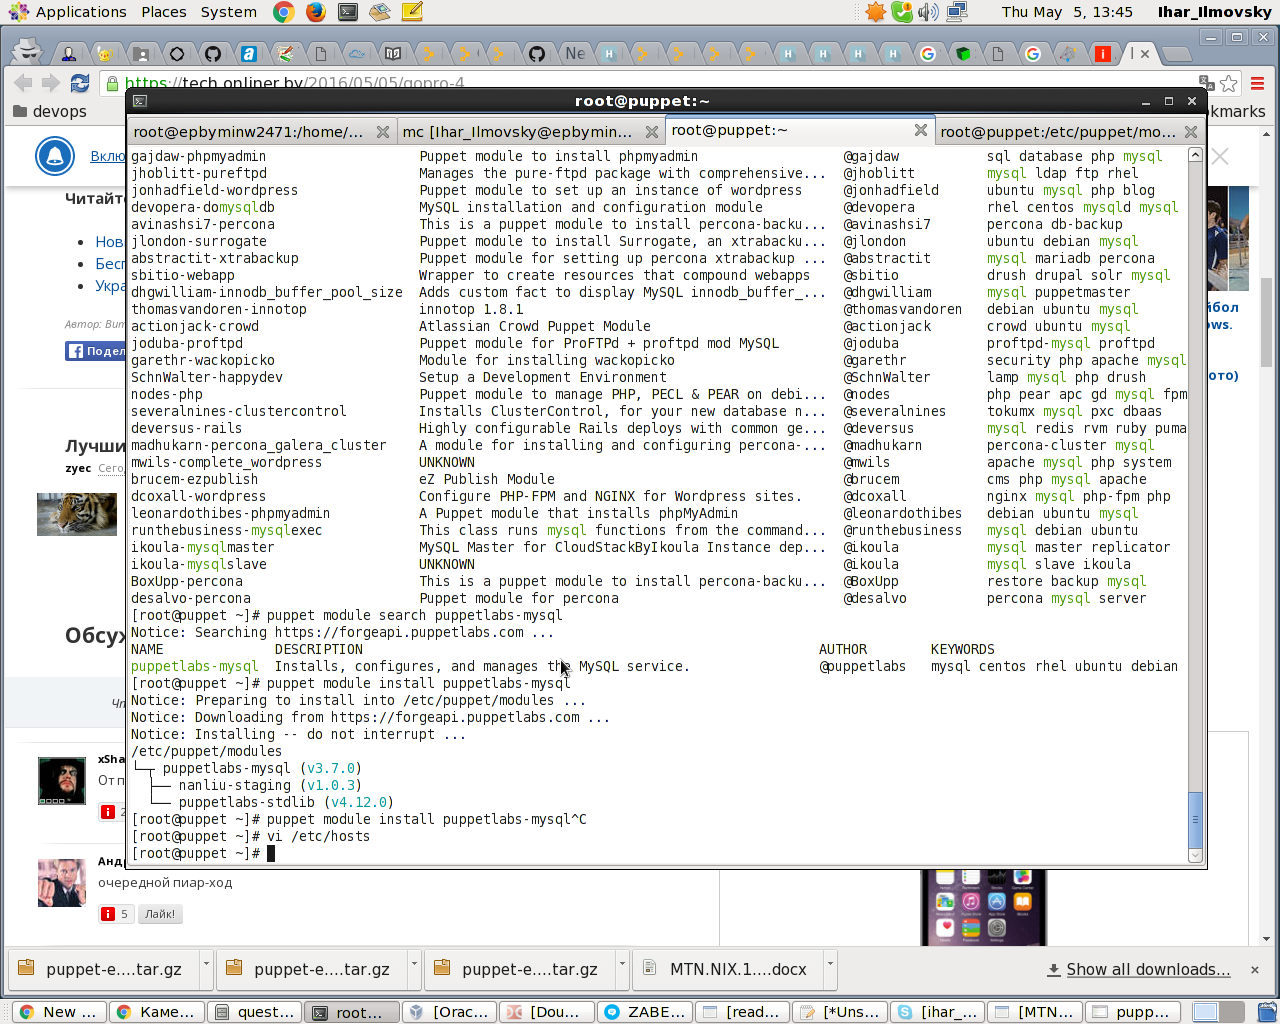 Applications Places System
Thu May 5, 13:45 Ihar_Ilmovsky
https://tech.onliner.by/2016/05/05/gopro-4
devops
kmarks
root@puppet:~
root@epbyminw2471:/home/... mc [Ihar_Ilmovsky@epbymin... root@puppet:~ root@puppet:/etc/puppet/mo...
gajdaw-phpmyadmin Puppet module to install phpmyadmin @gajdaw sql database php mysql
jhoblitt-pureftpd Manages the pure-ftpd package with comprehensive... @jhoblitt mysql ldap ftp rhel
jonhadfield-wordpress Puppet module to set up an instance of wordpress @jonhadfield ubuntu mysql php blog
devopera-domysqldb MySQL installation and configuration module @devopera rhel centos mysqld mysql
avinashsi7-percona This is a puppet module to install percona-backu... @avinashsi7 percona db-backup
jlondon-surrogate Puppet module to install Surrogate, an xtrabacku... @jlondon ubuntu debian mysql
abstractit-xtrabackup Puppet module for setting up percona xtrabackup ... @abstractit mysql mariadb percona
sbitio-webapp Wrapper to create resources that compound webapps @sbitio drush drupal solr mysql
dhgwilliam-innodb_buffer_pool_size Adds custom fact to display MySQL innodb_buffer_... @dhgwilliam mysql puppetmaster
thomasvandoren-innotop innotop 1.8.1 @thomasvandoren debian ubuntu mysql
actionjack-crowd Atlassian Crowd Puppet Module @actionjack crowd ubuntu mysql
joduba-proftpd Puppet module for ProFTPd + proftpd mod MySQL @joduba proftpd-mysql proftpd
garethr-wackopicko Module for installing wackopicko @garethr security php apache mysql
SchnWalter-happydev Setup a Development Environment @SchnWalter lamp mysql php drush
nodes-php Puppet module to manage PHP, PECL & PEAR on debi... @nodes php pear apc gd mysql fpm
severalnines-clustercontrol Installs ClusterControl, for your new database n... @severalnines tokumx mysql pxc dbaas
deversus-rails Highly configurable Rails deploys with common ge... @deversus mysql redis rvm ruby puma
madhukarn-percona_galera_cluster A module for installing and configuring percona-... @madhukarn percona-cluster mysql
mwils-complete_wordpress UNKNOWN @mwils apache mysql php system
brucem-ezpublish eZ Publish Module @brucem cms php mysql apache
dcoxall-wordpress Configure PHP-FPM and NGINX for Wordpress sites. @dcoxall nginx mysql php-fpm php
leonardothibes-phpmyadmin A Puppet module that installs phpMyAdmin @leonardothibes debian ubuntu mysql
runthebusiness-mysqlexec This class runs mysql functions from the command... @runthebusiness mysql debian ubuntu
ikoula-mysqlmaster MySQL Master for CloudStackByIkoula Instance dep... @ikoula mysql master replicator
ikoula-mysqlslave UNKNOWN @ikoula mysql slave ikoula
BoxUpp-percona This is a puppet module to install percona-backu... @BoxUpp restore backup mysql
desalvo-percona Puppet module for percona @desalvo percona mysql server
[root@puppet ~]# puppet module search puppetlabs-mysql
Notice: Searching https://forgeapi.puppetlabs.com ...
NAME DESCRIPTION AUTHOR KEYWORDS
puppetlabs-mysql Installs, configures, and manages the MySQL service. @puppetlabs mysql centos rhel ubuntu debian
[root@puppet ~]# puppet module install puppetlabs-mysql
Notice: Preparing to install into /etc/puppet/modules ...
Notice: Downloading from https://forgeapi.puppetlabs.com ...
Notice: Installing -- do not interrupt ...
/etc/puppet/modules
└─┬ puppetlabs-mysql (v3.7.0)
├── nanliu-staging (v1.0.3)
└── puppetlabs-stdlib (v4.12.0)
[root@puppet ~]# puppet module install puppetlabs-mysql^C
[root@puppet ~]# vi /etc/hosts
[root@puppet ~]#
Вклю
Читайт
Нов
Бесп
Укра
Автор: Вит
Подел
Лучши
zyec Сего
Обсу
Чт
xSha
От п
2
Андр
очередной пиар-ход
5 Лайк!
йбол
ows.
ото)
puppet-e....tar.gz puppet-e....tar.gz puppet-e....tar.gz MTN.NIX.1....docx Show all downloads...
New ... Каме... quest... root... [Orac... [Dou... ZABE... [read... [*Uns... [ihar_... [MTN... pupp...